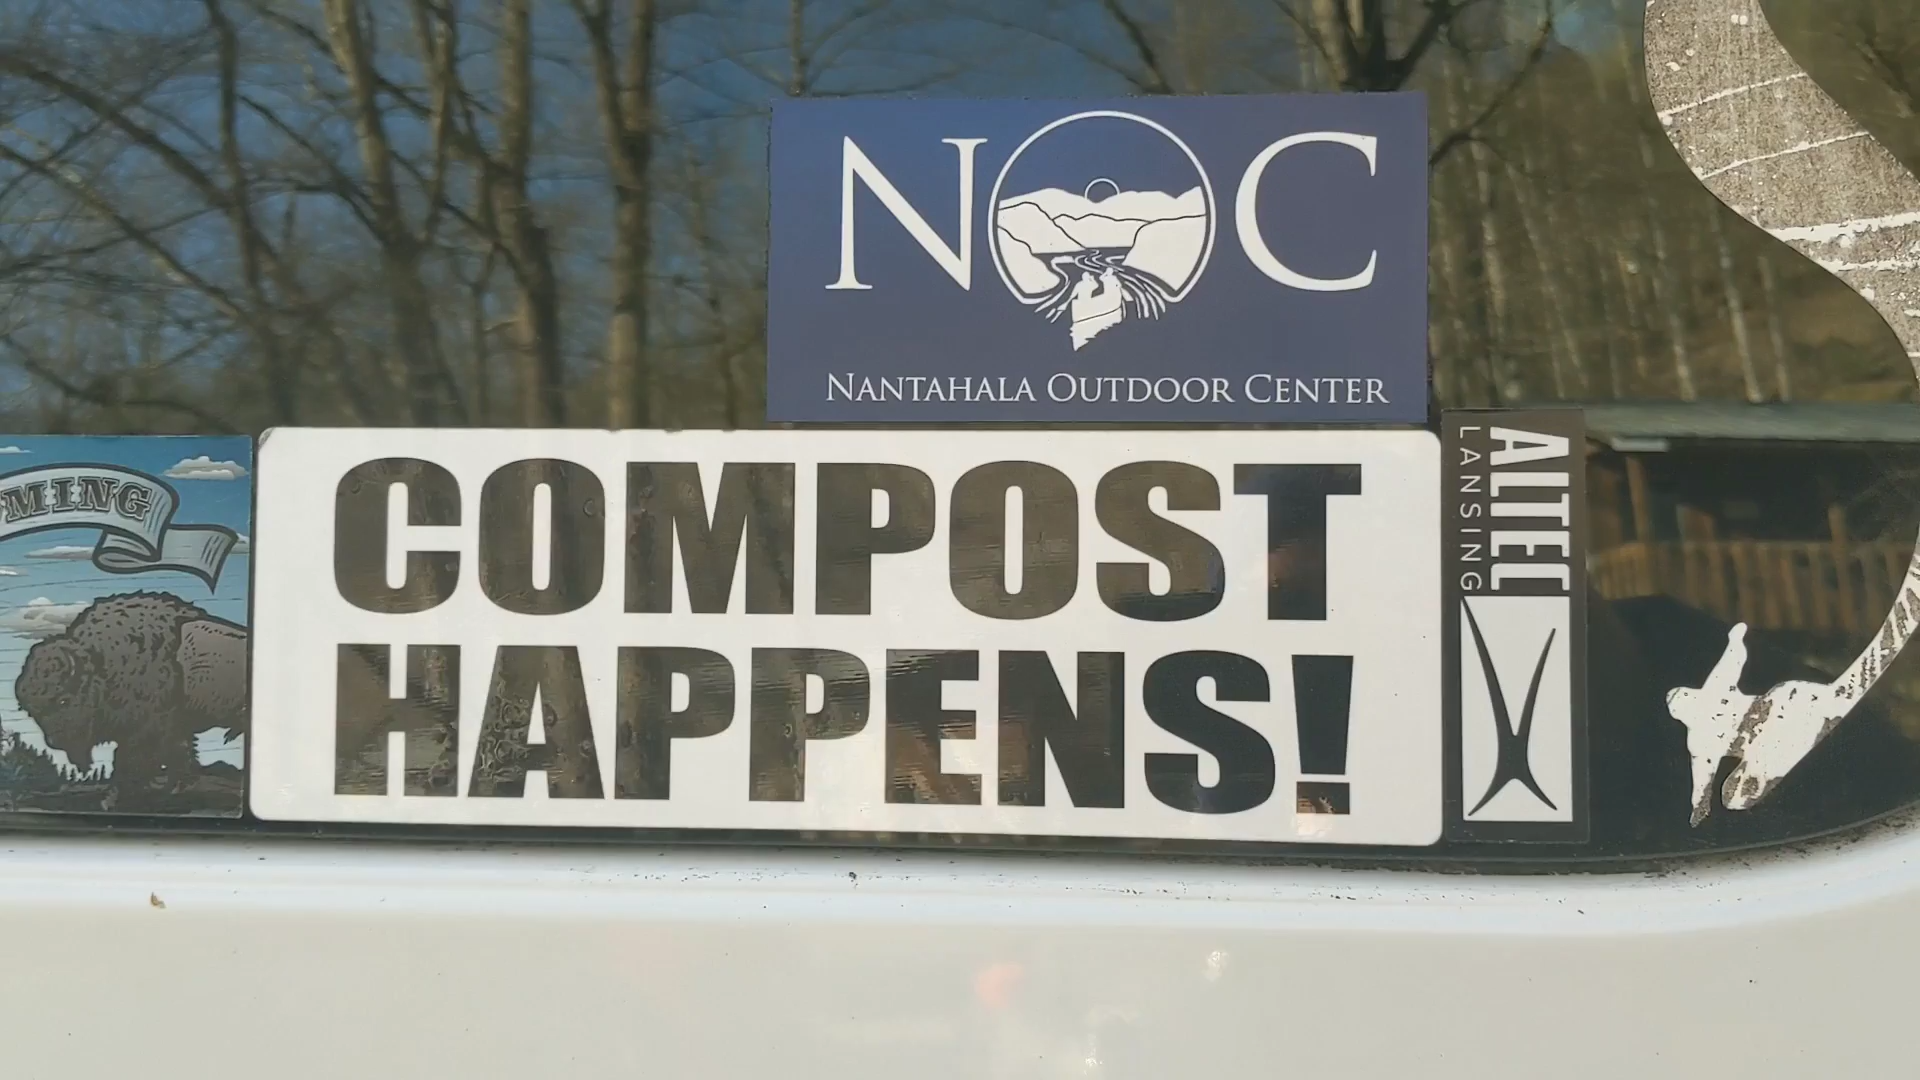 NOC
NANTAHALA OUTDOOR CENTER
MING
COMPOST
HAPPENS!
ALTEC
LANSING